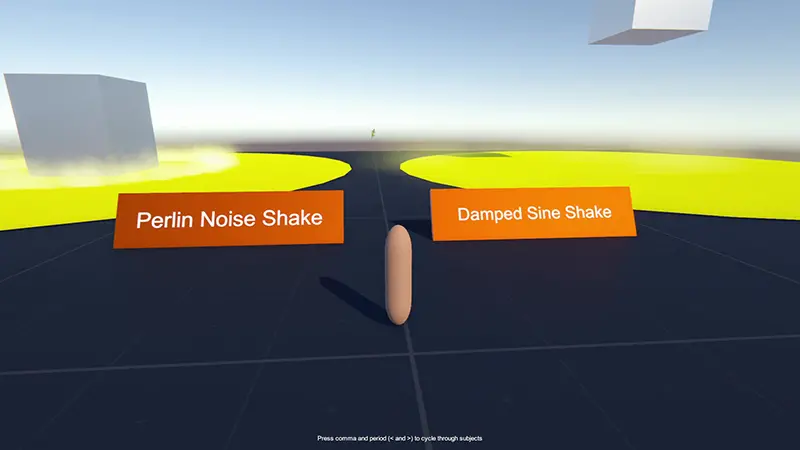 Perlin Noise Shake
Damped Sine Shake
Press comma and period (< and >) to cycle through subjects